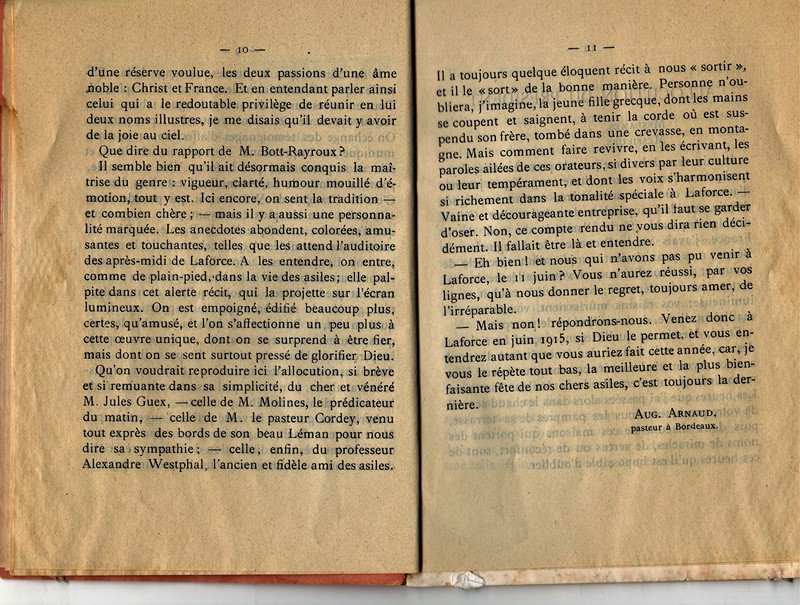 — 10 —
d'une réserve voulue, les deux passions d'une âme
noble : Christ et France. Et en entendant parler ainsi
celui qui a le redoutable privilège de réunir en lui
deux noms illustres, je me disais qu'il devait y avoir
de la joie au ciel.
Que dire du rapport de M. Bott-Rayroux ?
Il semble bien qu'il ait désormais conquis la maî-
trise du genre : vigueur, clarté, humour mouillé d'é-
motion, tout y est. Ici encore, on sent la tradition —
et combien chère ; — mais il y a aussi une personna-
lité marquée. Les anecdotes abondent, colorées, amu-
santes et touchantes, telles que les attend l'auditoire
des après-midi de Laforce. A les entendre, on entre,
comme de plain-pied, dans la vie des asiles ; elle pal-
pite dans cet alerte récit, qui la projette sur l'écran
lumineux. On est empoigné, édifié beaucoup plus,
certes, qu'amusé, et l'on s'affectionne un peu plus à
cette œuvre unique, dont on se surprend à être fier,
mais dont on se sent surtout pressé de glorifier Dieu.
Qu'on voudrait reproduire ici l'allocution, si brève
et si remuante dans sa simplicité, du cher et vénéré
M. Jules Guex, — celle de M. Molines, le prédicateur
du matin, — celle de M. le pasteur Cordey, venu
tout exprès des bords de son beau Léman pour nous
dire sa sympathie ; — celle, enfin, du professeur
Alexandre Westphal, l'ancien et fidèle ami des asiles.
— 11 —
Il a toujours quelque éloquent récit à nous « sortir »,
et il le « sort » de la bonne manière. Personne n'ou-
bliera, j'imagine, la jeune fille grecque, dont les mains
se coupent et saignent, à tenir la corde où est sus-
pendu son frère, tombé dans une crevasse, en monta-
gne. Mais comment faire revivre, en les écrivant, les
paroles ailées de ces orateurs, si divers par leur culture
ou leur tempérament, et dont les voix s'harmonisent
si richement dans la tonalité spéciale à Laforce. —
Vaine et décourageante entreprise, qu'il faut se garder
d'oser. Non, ce compte rendu ne vous dira rien déci-
dément. Il fallait être là et entendre.
— Eh bien ! et nous qui n'avons pas pu venir à
Laforce, le 11 juin ? Vous n'aurez réussi, par vos
lignes, qu'à nous donner le regret, toujours amer, de
l'irréparable.
— Mais non ! répondrons-nous. Venez donc à
Laforce en juin 1915, si Dieu le permet, et vous en-
tendrez autant que vous auriez fait cette année, car, je
vous le répète tout bas, la meilleure et la plus bien-
faisante fête de nos chers asiles, c'est toujours la der-
nière.
AUG. ARNAUD,
pasteur à Bordeaux.